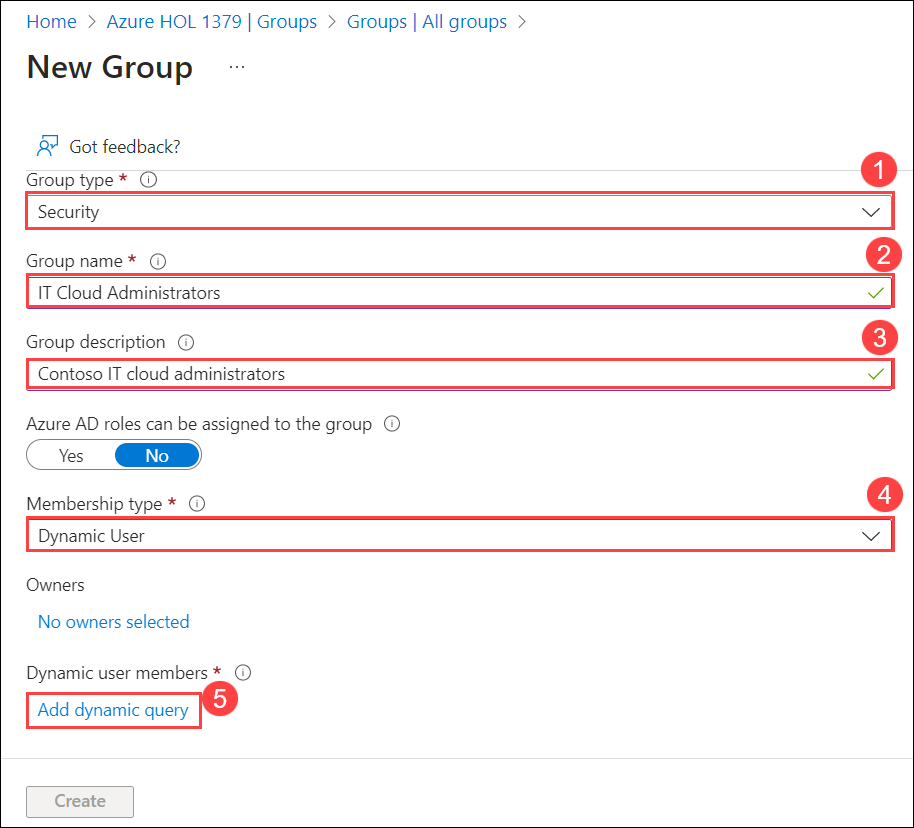 Home > Azure HOL 1379 | Groups > Groups | All groups >
New Group ...
Got feedback?
Group type *
1
Security
2
Group name *
IT Cloud Administrators
3
Group description
Contoso IT cloud administrators
Azure AD roles can be assigned to the group
Yes No
4
Membership type *
Dynamic User
Owners
No owners selected
Dynamic user members *
5
Add dynamic query
Create